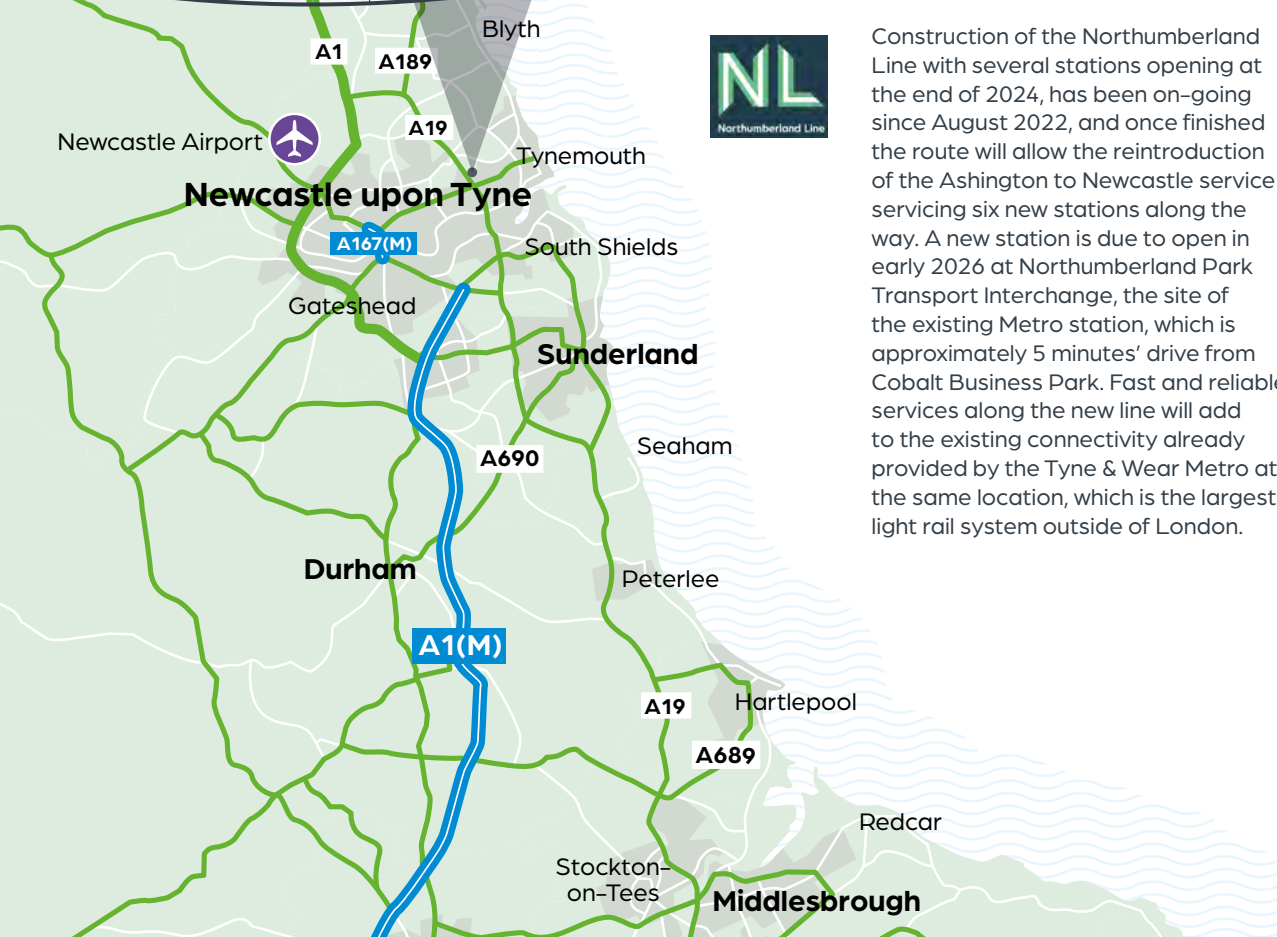 Blyth
A1
A189
Newcastle Airport
A19
Tynemouth
Newcastle upon Tyne
A167(M)
South Shields
Gateshead
Sunderland
Seaham
A690
Durham
Peterlee
A1(M)
A19
Hartlepool
A689
Redcar
Stockton-
on-Tees
Middlesbrough
NL
Northumberland Line
Construction of the Northumberland
Line with several stations opening at
the end of 2024, has been on-going
since August 2022, and once finished
the route will allow the reintroduction
of the Ashington to Newcastle service
servicing six new stations along the
way. A new station is due to open in
early 2026 at Northumberland Park
Transport Interchange, the site of
the existing Metro station, which is
approximately 5 minutes’ drive from
Cobalt Business Park. Fast and reliable
services along the new line will add
to the existing connectivity already
provided by the Tyne & Wear Metro at
the same location, which is the largest
light rail system outside of London.